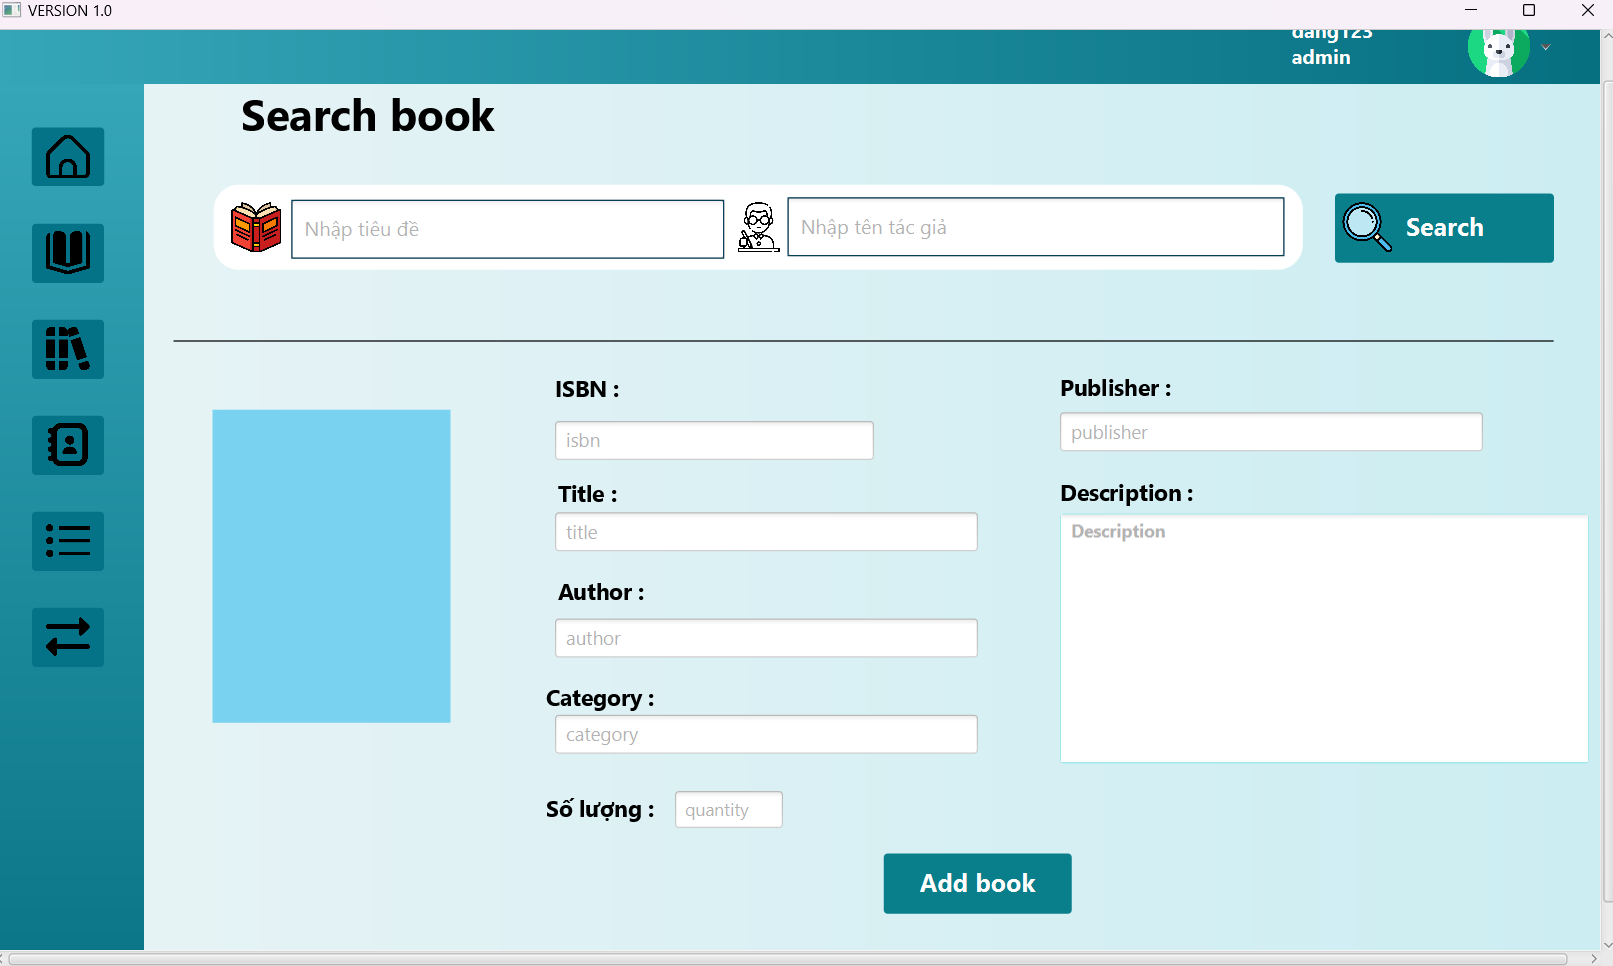 VERSION 1.0
dang123
admin
Search book
Nhập tiêu đề
Nhập tên tác giả
Search
ISBN :
isbn
Title :
title
Author :
author
Category :
category
Số lượng :
quantity
Publisher :
publisher
Description :
Description
Add book